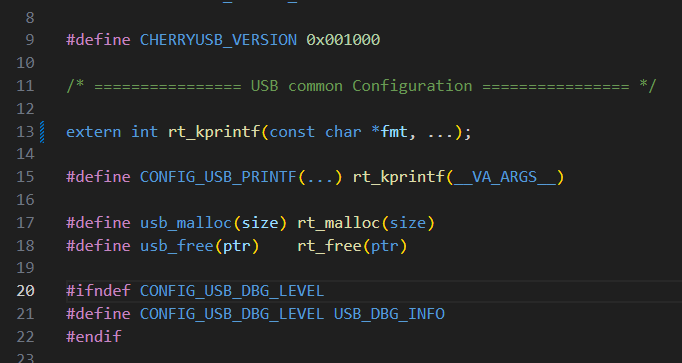 8
9 #define CHERRYUSB_VERSION 0x001000
10
11 /* ================ USB common Configuration ================ */
12
13 extern int rt_kprintf(const char *fmt, ...);
14
15 #define CONFIG_USB_PRINTF(...) rt_kprintf(__VA_ARGS__)
16
17 #define usb_malloc(size) rt_malloc(size)
18 #define usb_free(ptr)    rt_free(ptr)
19
20 #ifndef CONFIG_USB_DBG_LEVEL
21 #define CONFIG_USB_DBG_LEVEL USB_DBG_INFO
22 #endif
23